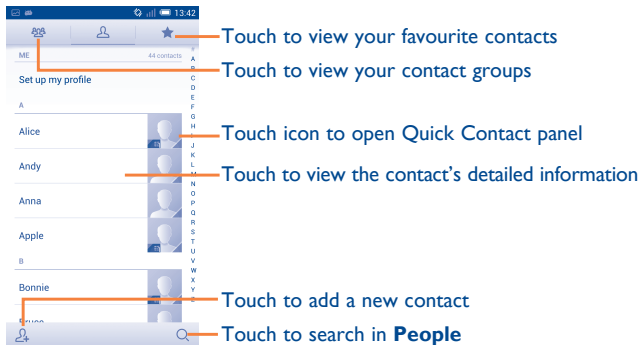 13:42
Touch to view your favourite contacts
ME 44 contacts
Touch to view your contact groups
Set up my profile
A
Alice
Touch icon to open Quick Contact panel
Andy
Touch to view the contact's detailed information
Anna
Apple
B
Bonnie
Touch to add a new contact
Bruce
Touch to search in People
#
A
B
C
D
E
F
G
H
I
J
K
L
M
N
O
P
Q
R
S
T
U
V
W
X
Y
Z